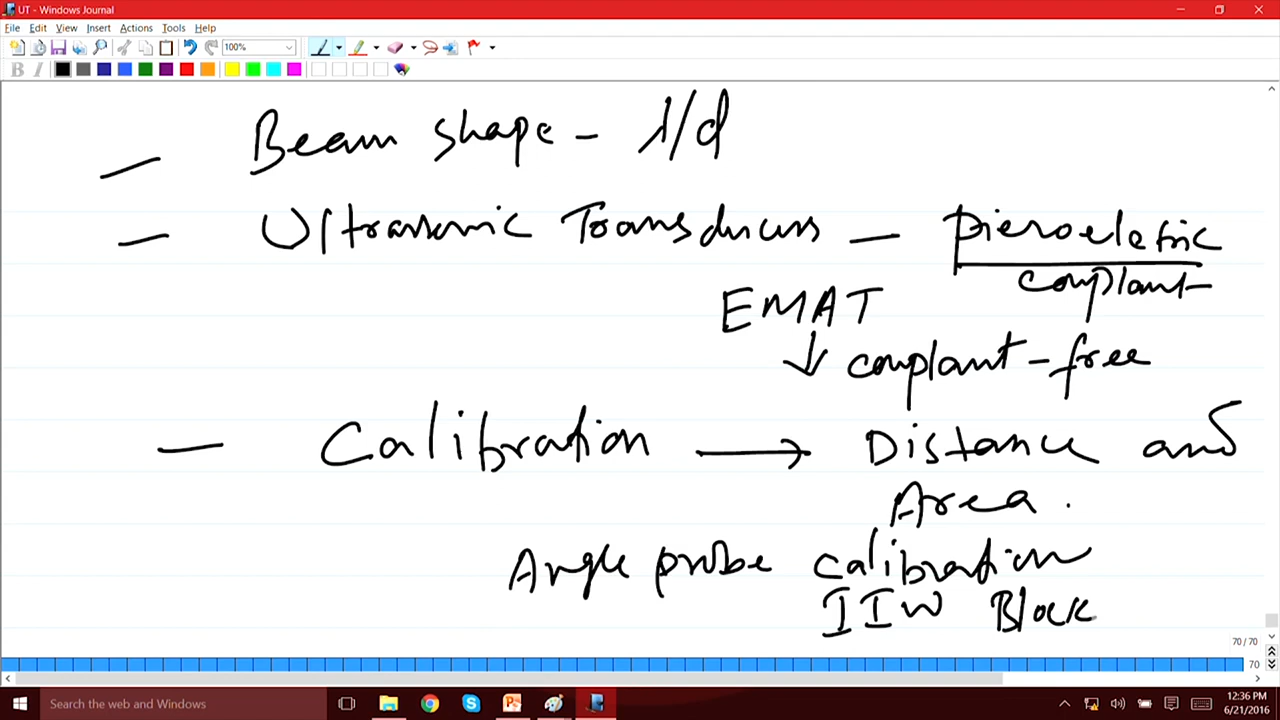 UT - Windows Journal
File Edit View Insert Actions Tools Help
100%
B I
— Beam shape - λ/d
— Ultrasonic Transducers — piezoeletric
couplant
EMAT
↓ couplant-free
— Calibration → Distance and
Area.
Angle probe calibration
IIW Block
70 / 70
70
Search the web and Windows
12:36 PM
6/21/2016